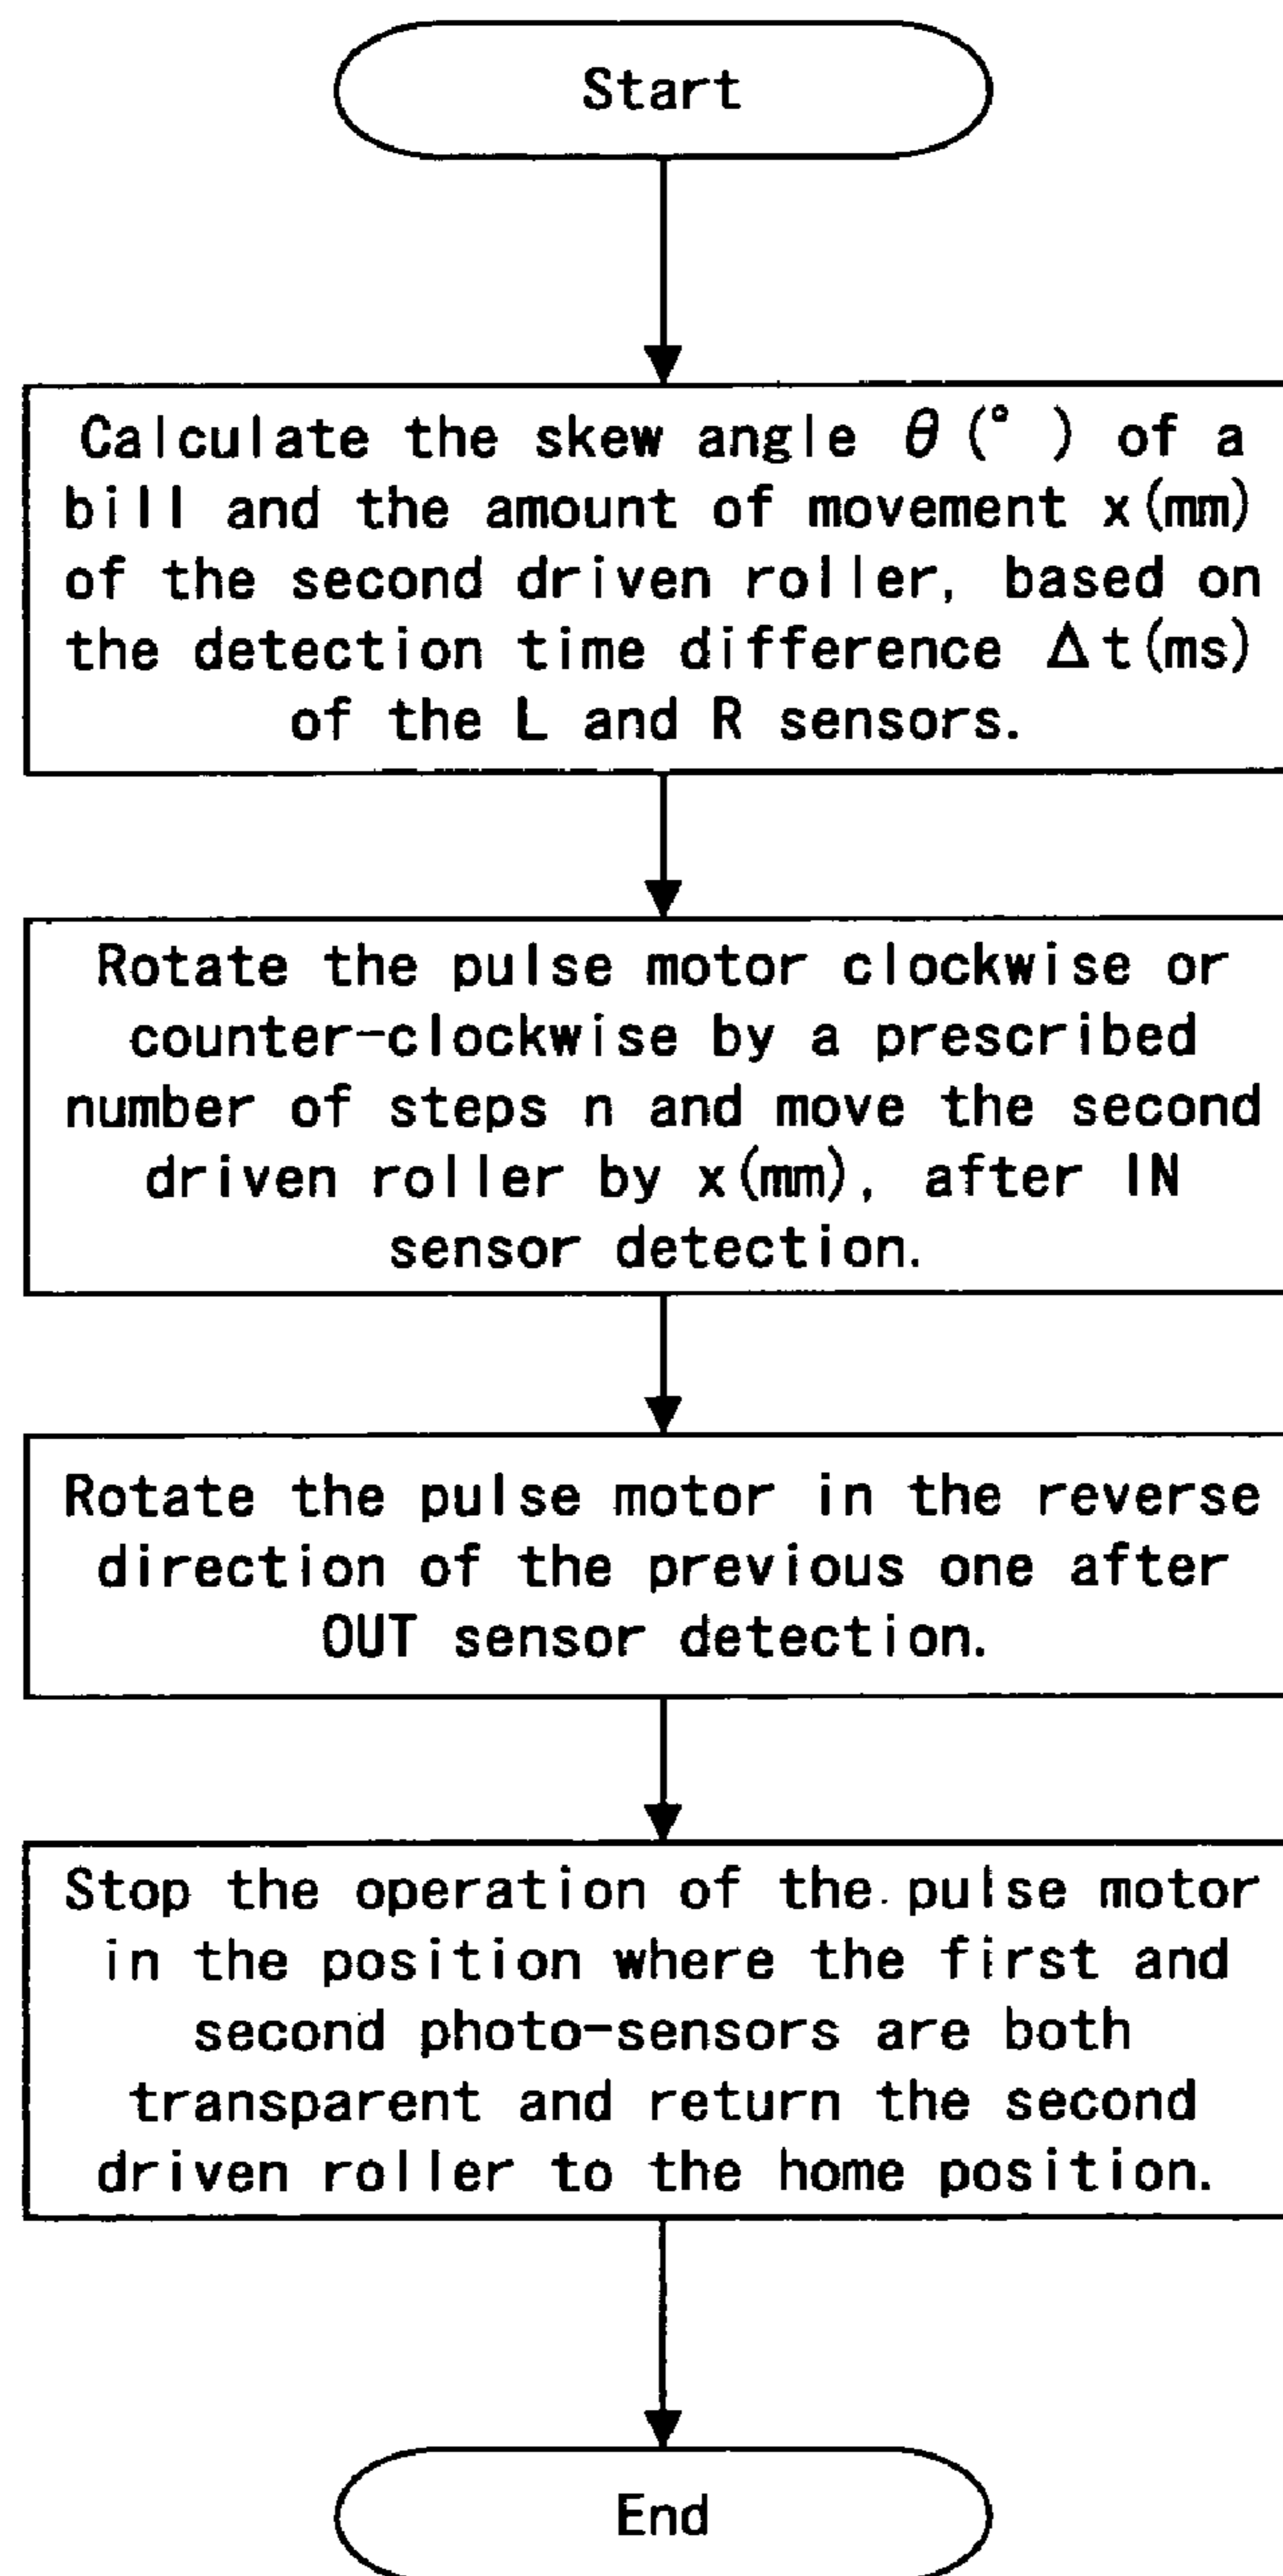 Start
Calculate the skew angle θ(°) of a
bill and the amount of movement x(mm)
of the second driven roller, based on
the detection time difference Δt(ms)
of the L and R sensors.
Rotate the pulse motor clockwise or
counter-clockwise by a prescribed
number of steps n and move the second
driven roller by x(mm), after IN
sensor detection.
Rotate the pulse motor in the reverse
direction of the previous one after
OUT sensor detection.
Stop the operation of the pulse motor
in the position where the first and
second photo-sensors are both
transparent and return the second
driven roller to the home position.
End